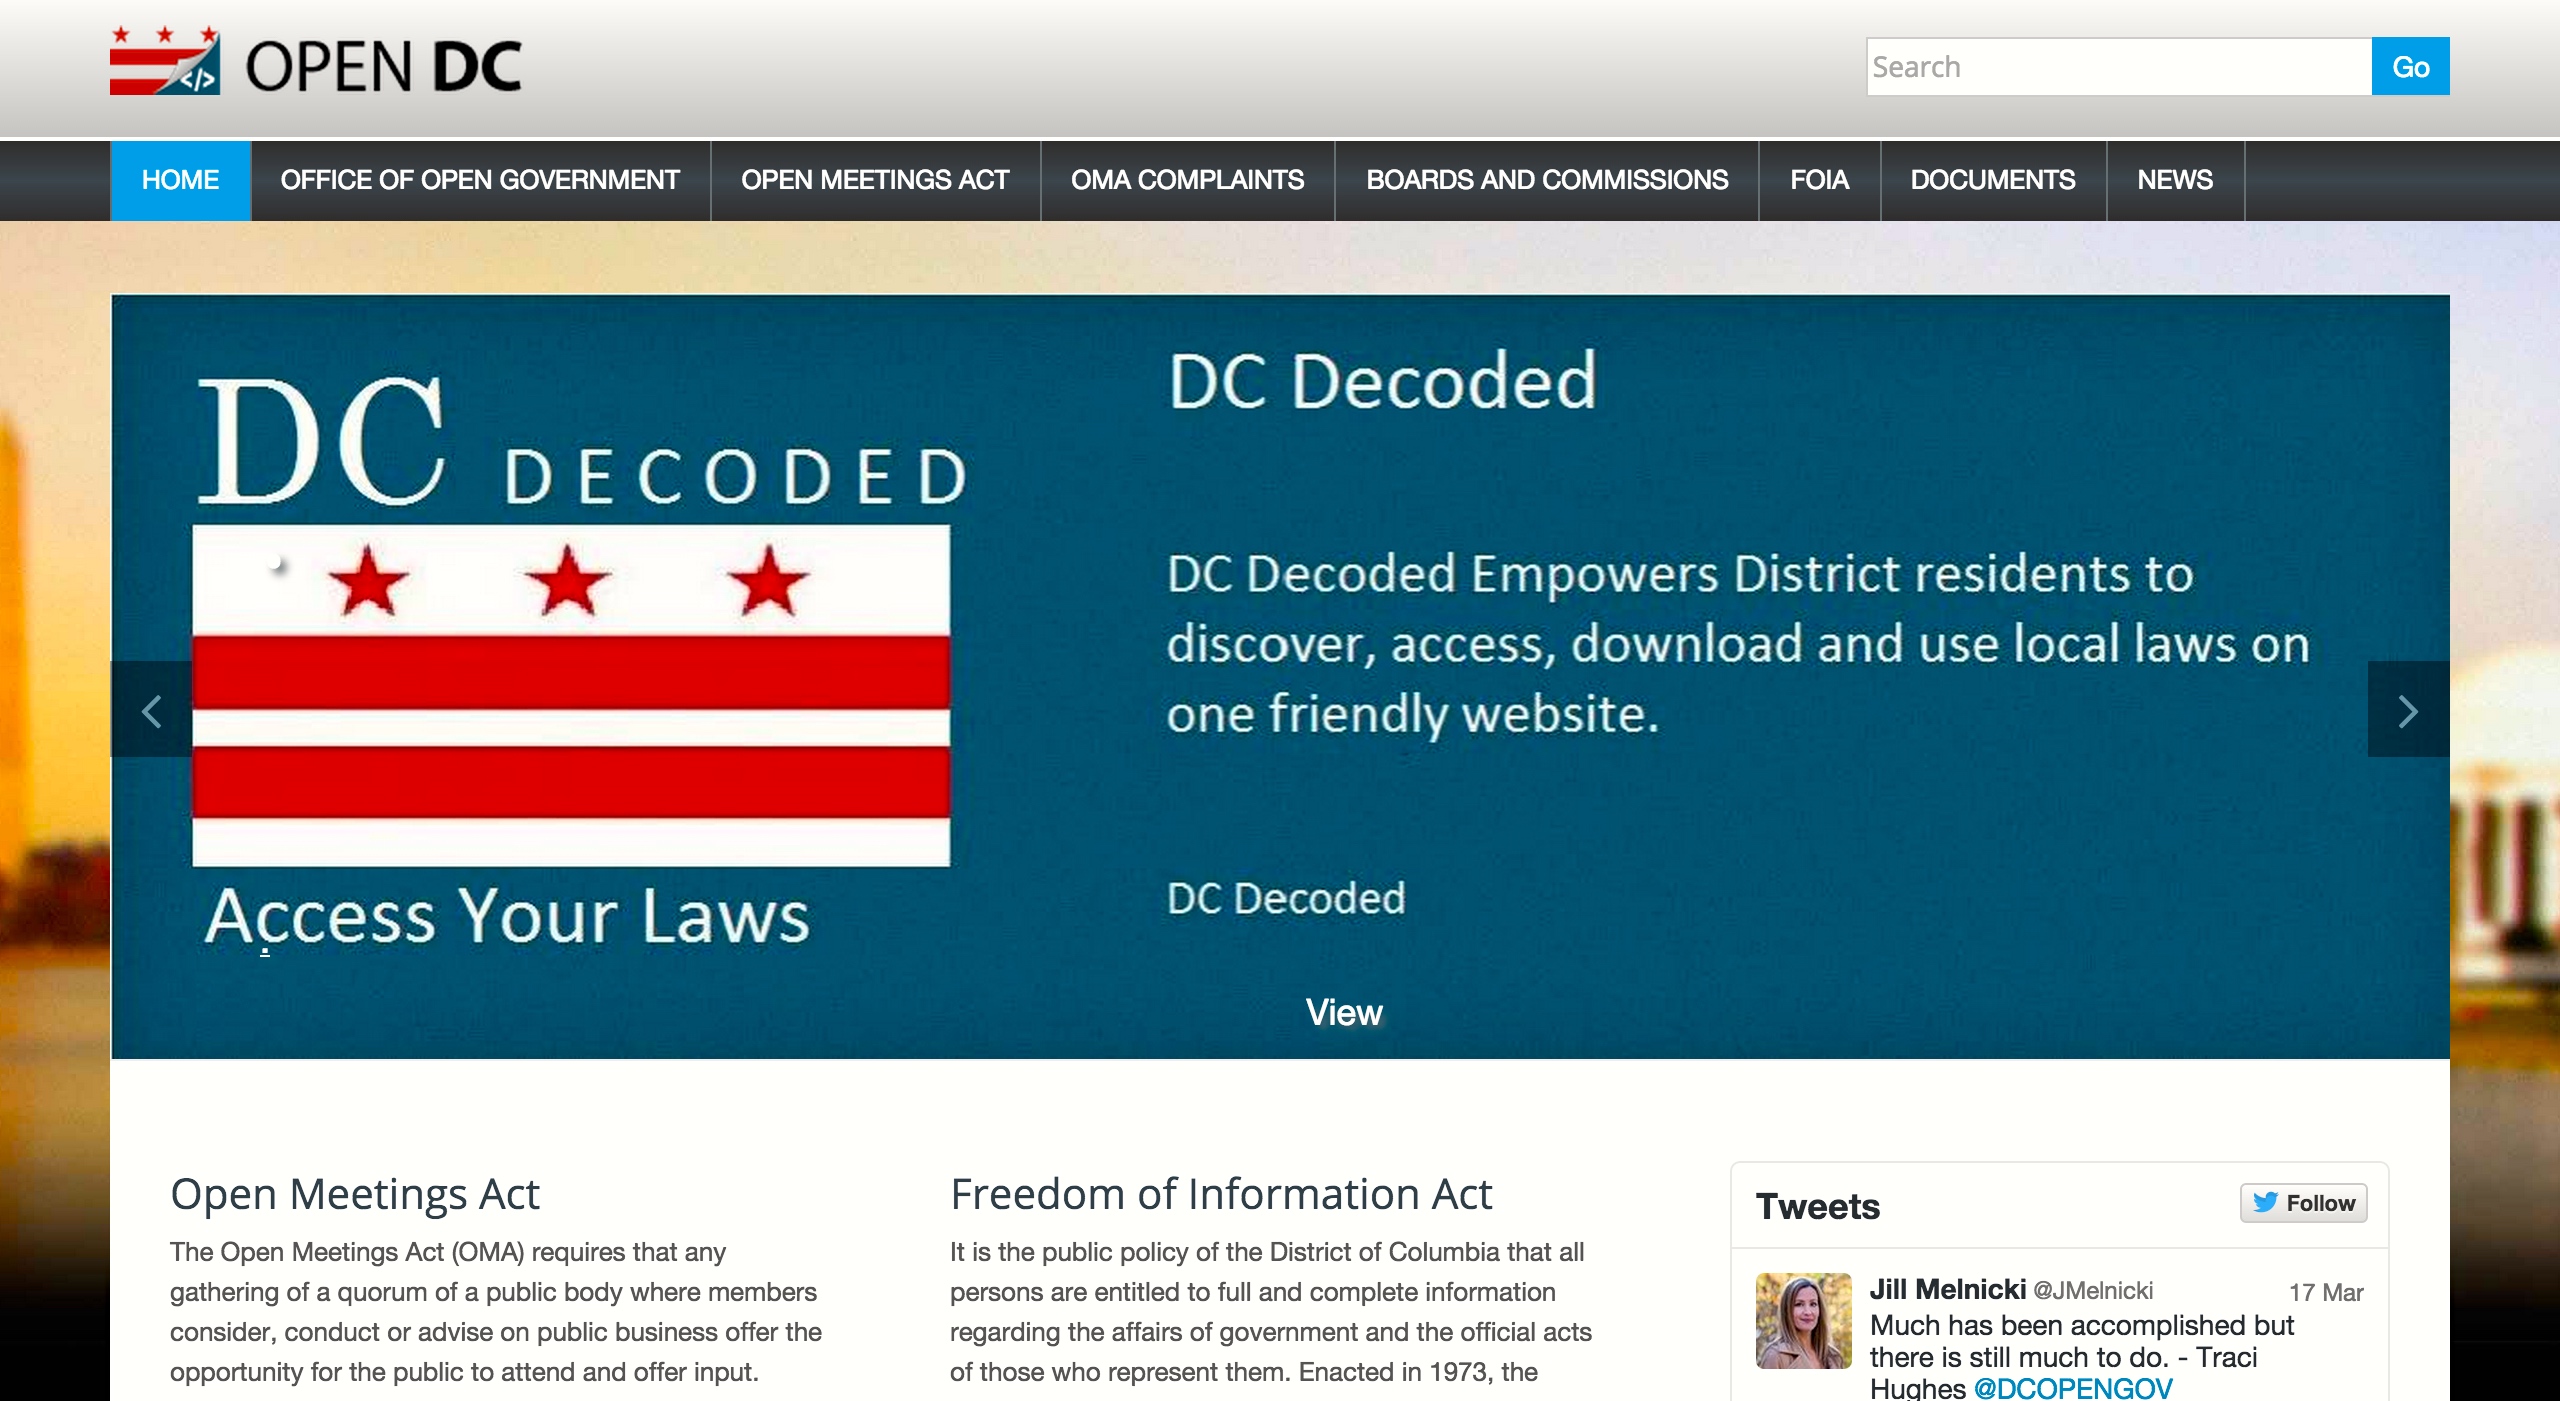 OPEN DC
Search
Go
HOME
OFFICE OF OPEN GOVERNMENT
OPEN MEETINGS ACT
OMA COMPLAINTS
BOARDS AND COMMISSIONS
FOIA
DOCUMENTS
NEWS
DC DECODED
Access Your Laws
DC Decoded
DC Decoded Empowers District residents to
discover, access, download and use local laws on
one friendly website.
DC Decoded
View
Open Meetings Act
The Open Meetings Act (OMA) requires that any
gathering of a quorum of a public body where members
consider, conduct or advise on public business offer the
opportunity for the public to attend and offer input.
Freedom of Information Act
It is the public policy of the District of Columbia that all
persons are entitled to full and complete information
regarding the affairs of government and the official acts
of those who represent them. Enacted in 1973, the
Tweets
Follow
Jill Melnicki @JMelnicki 17 Mar
Much has been accomplished but
there is still much to do. - Traci
Hughes @DCOPENGOV